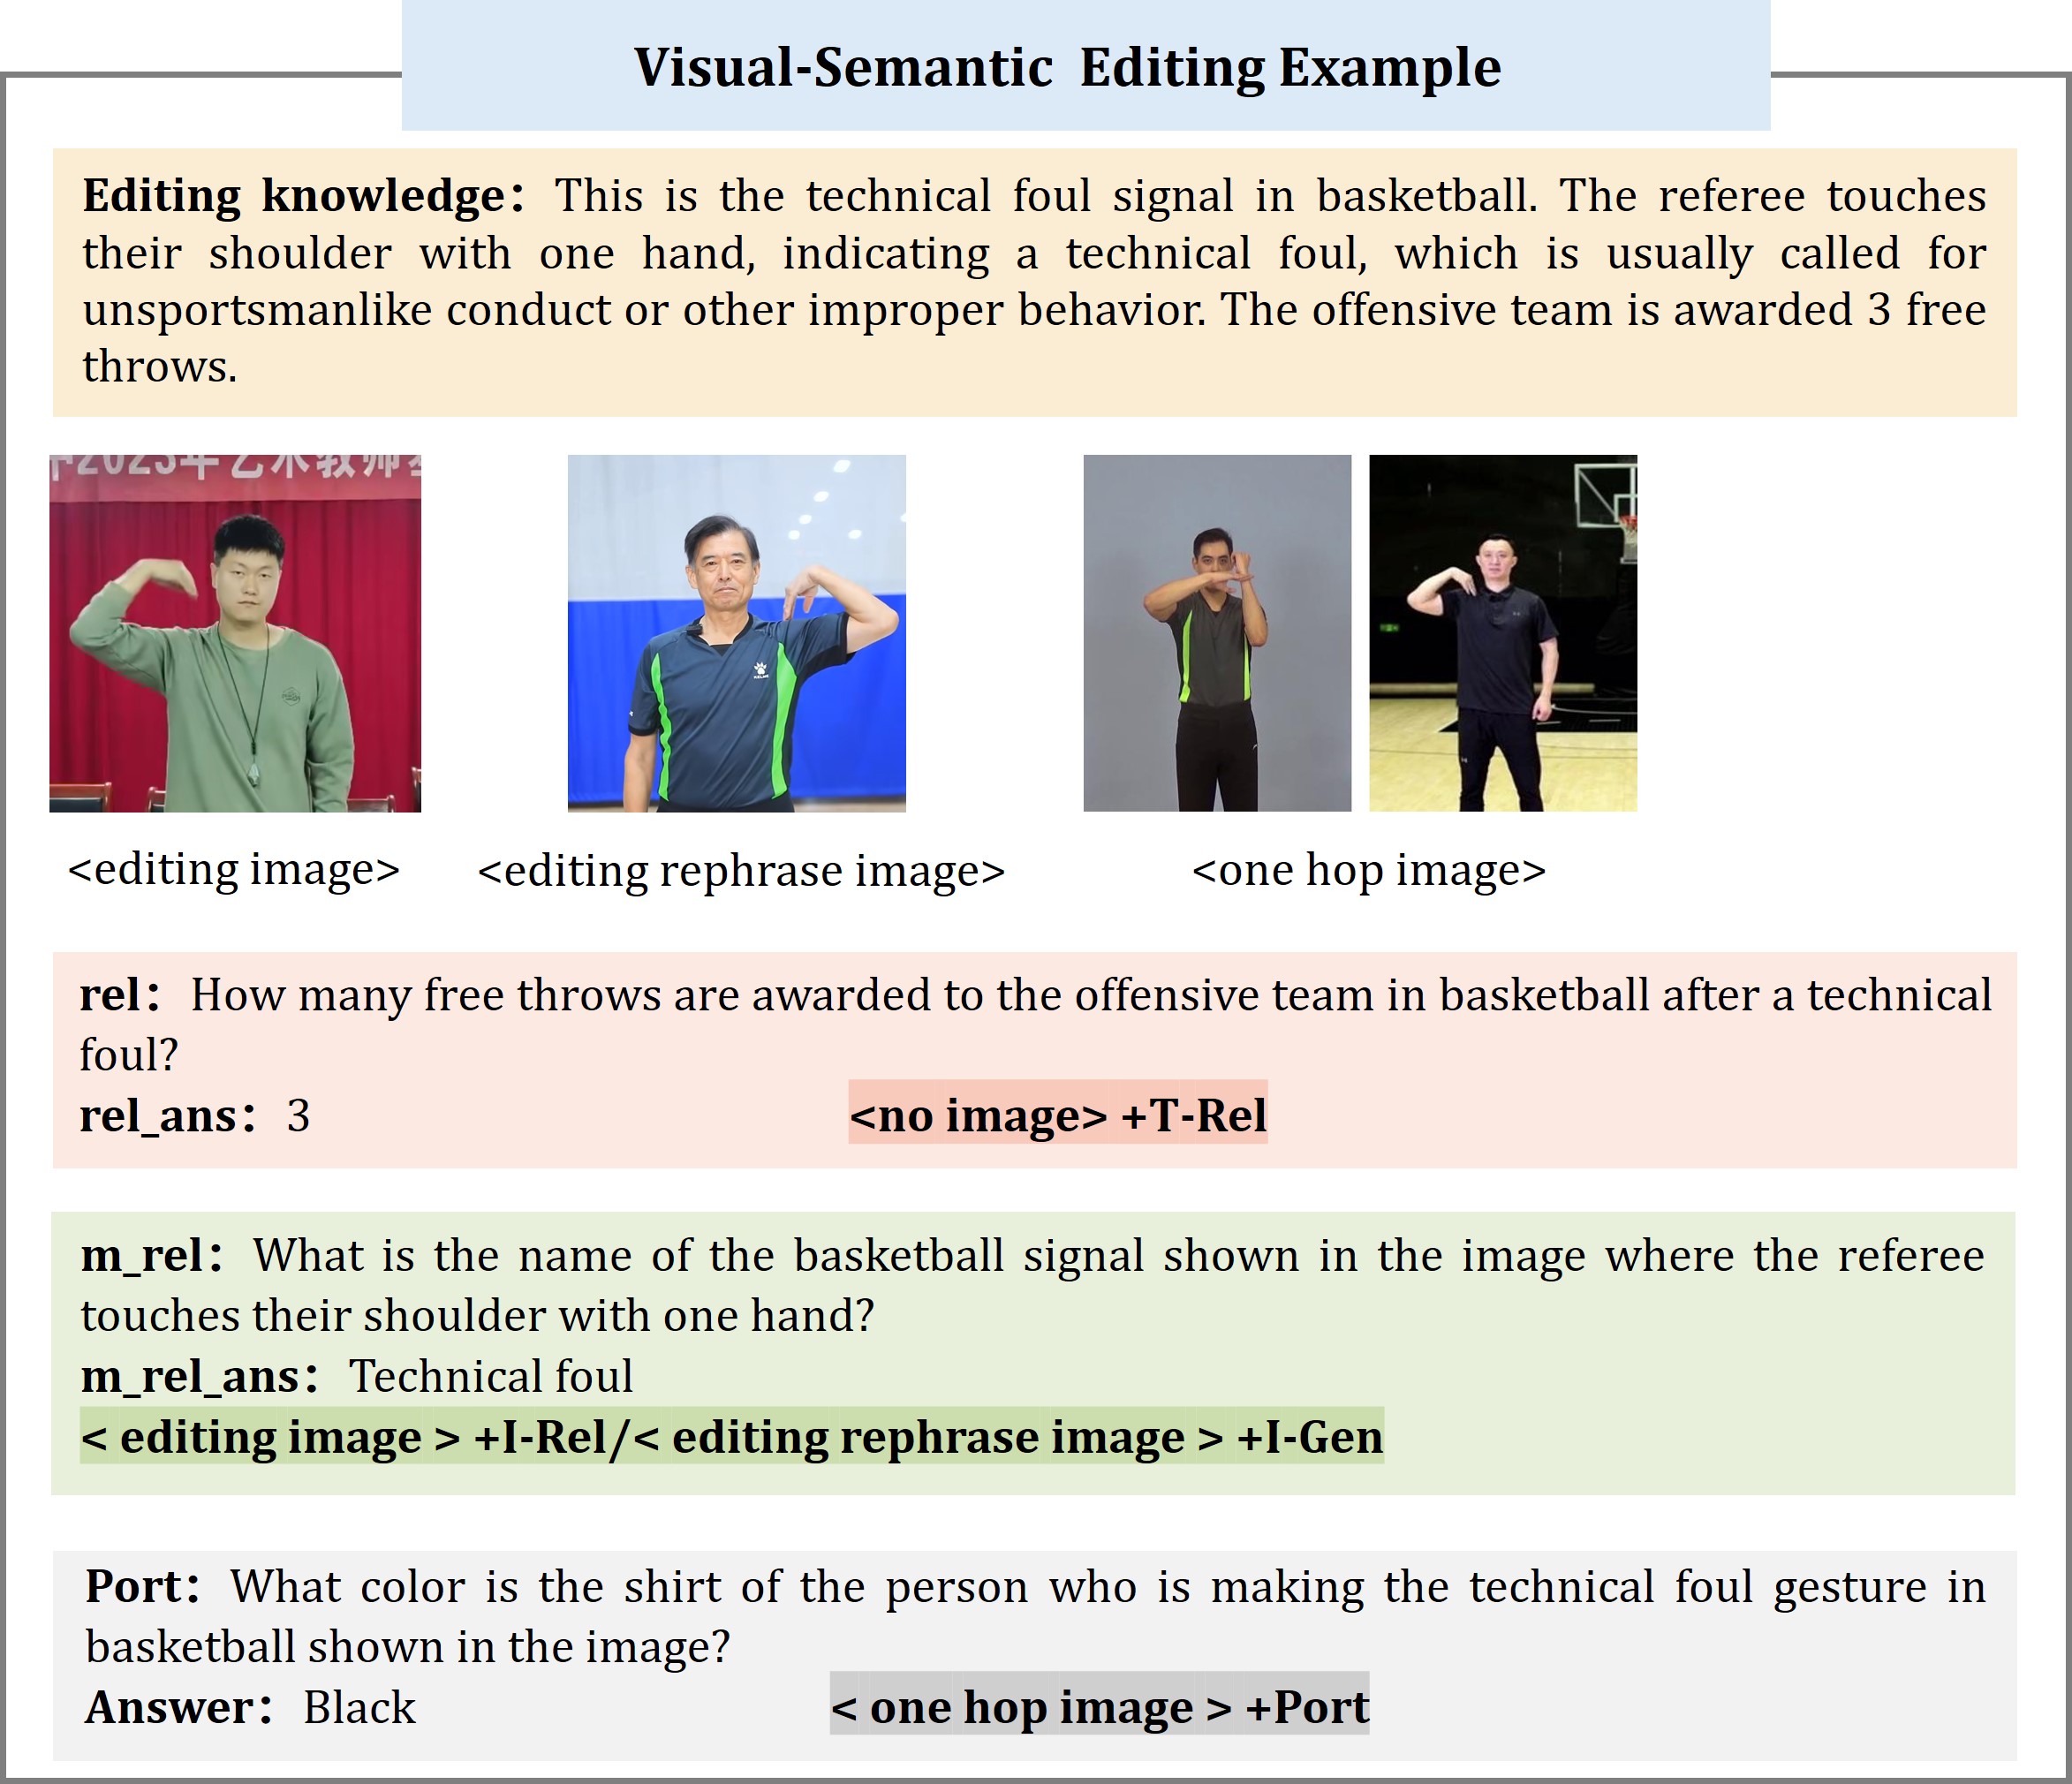 Visual-Semantic Editing Example
Editing knowledge: This is the technical foul signal in basketball. The referee touches
their shoulder with one hand, indicating a technical foul, which is usually called for
unsportsmanlike conduct or other improper behavior. The offensive team is awarded 3 free
throws.
2023年艺术教师
<editing image>
<editing rephrase image>
<one hop image>
rel: How many free throws are awarded to the offensive team in basketball after a technical
foul?
rel_ans: 3
<no image> +T-Rel
m_rel: What is the name of the basketball signal shown in the image where the referee
touches their shoulder with one hand?
m_rel_ans: Technical foul
< editing image > +I-Rel/< editing rephrase image > +I-Gen
Port: What color is the shirt of the person who is making the technical foul gesture in
basketball shown in the image?
Answer: Black
< one hop image > +Port